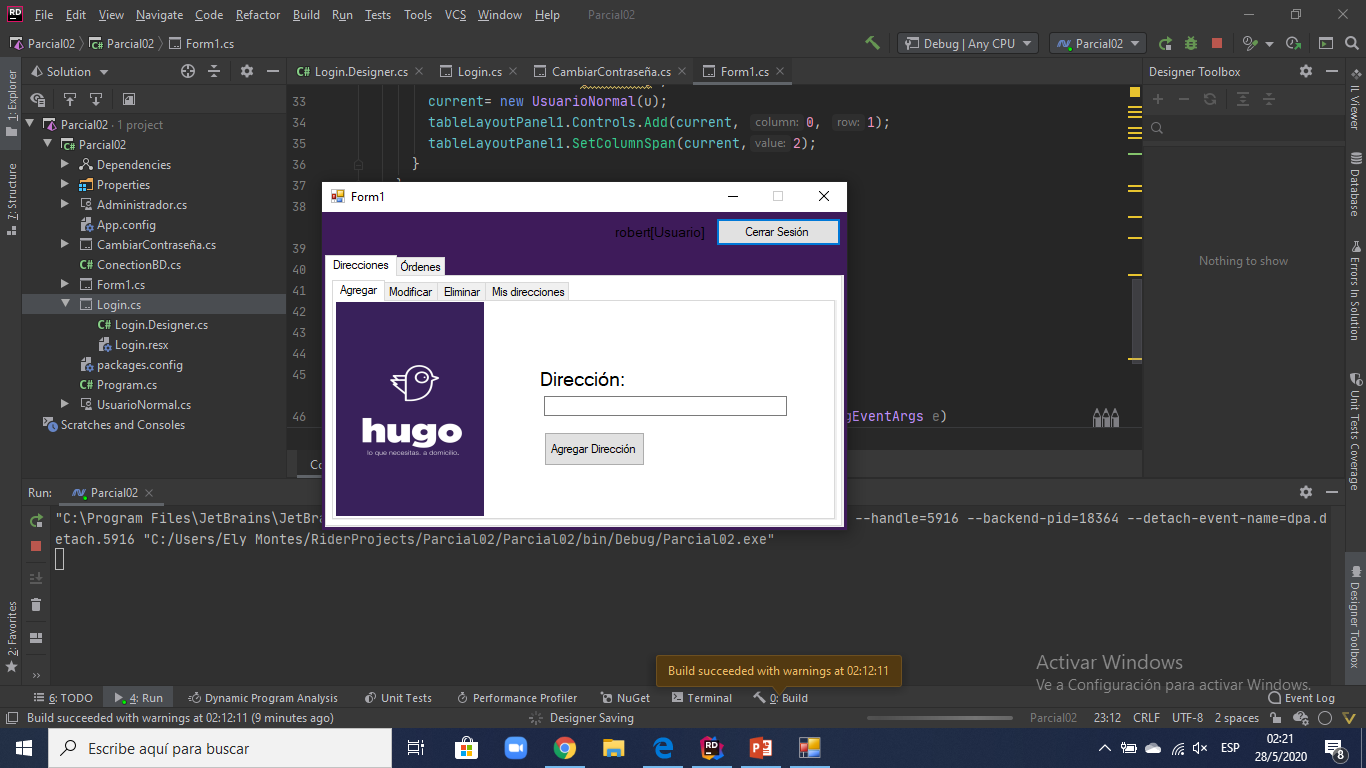 File Edit View Navigate Code Refactor Build Run Tests Tools VCS Window Help Parcial02
Parcial02 Parcial02 Form1.cs
Debug | Any CPU Parcial02
Solution
Login.Designer.cs Login.cs CambiarContraseña.cs Form1.cs
Designer Toolbox
1: Explorer
7: Structure
2: Favorites
Parcial02 · 1 project
Parcial02
Dependencies
Properties
Administrador.cs
App.config
CambiarContraseña.cs
ConectionBD.cs
Form1.cs
Login.cs
Login.Designer.cs
Login.resx
packages.config
Program.cs
UsuarioNormal.cs
Scratches and Consoles
33 current= new UsuarioNormal(u);
34 tableLayoutPanel1.Controls.Add(current, column: 0, row: 1);
35 tableLayoutPanel1.SetColumnSpan(current, value: 2);
36 }
37
38
39
40
41
42
43
44
45
46 gEventArgs e)
Form1
robert[Usuario] Cerrar Sesión
Direcciones Órdenes
Agregar Modificar Eliminar Mis direcciones
hugo
lo que necesitas. a domicilio.
Dirección:
Agregar Dirección
Nothing to show
IL Viewer
Database
Errors In Solution
Unit Tests Coverage
Designer Toolbox
Run: Parcial02
"C:\Program Files\JetBrains\JetBra --handle=5916 --backend-pid=18364 --detach-event-name=dpa.d
etach.5916 "C:/Users/Ely Montes/RiderProjects/Parcial02/Parcial02/bin/Debug/Parcial02.exe"
Build succeeded with warnings at 02:12:11
Activar Windows
Ve a Configuración para activar Windows.
6: TODO 4: Run Dynamic Program Analysis Unit Tests Performance Profiler NuGet Terminal 0: Build Event Log
Build succeeded with warnings at 02:12:11 (9 minutes ago) Designer Saving Parcial02 23:12 CRLF UTF-8 2 spaces
Escribe aquí para buscar
ESP
02:21
28/5/2020
8